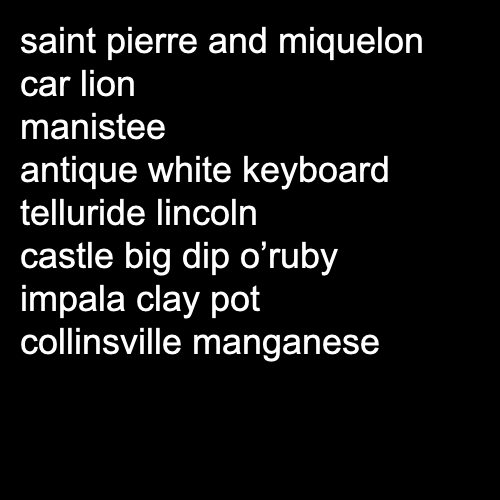 saint pierre and miquelon
car lion
manistee
antique white keyboard
telluride lincoln
castle big dip o’ruby
impala clay pot
collinsville manganese